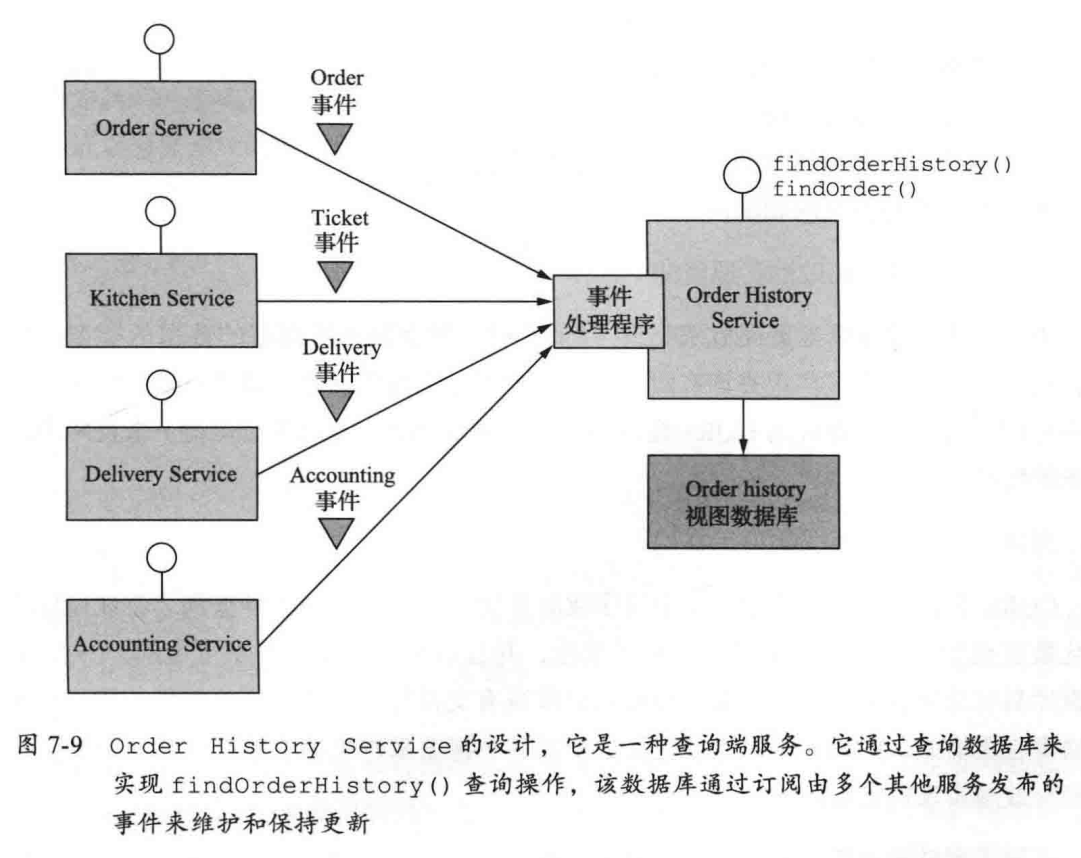 Order
事件
Order Service
findOrderHistory()
findOrder()
Ticket
事件
Kitchen Service
事件
处理程序
Order History
Service
Delivery
事件
Delivery Service
Accounting
事件
Order history
视图数据库
Accounting Service
图 7-9 Order History Service 的设计，它是一种查询端服务。它通过查询数据库来
实现 findOrderHistory() 查询操作，该数据库通过订阅由多个其他服务发布的
事件来维护和保持更新